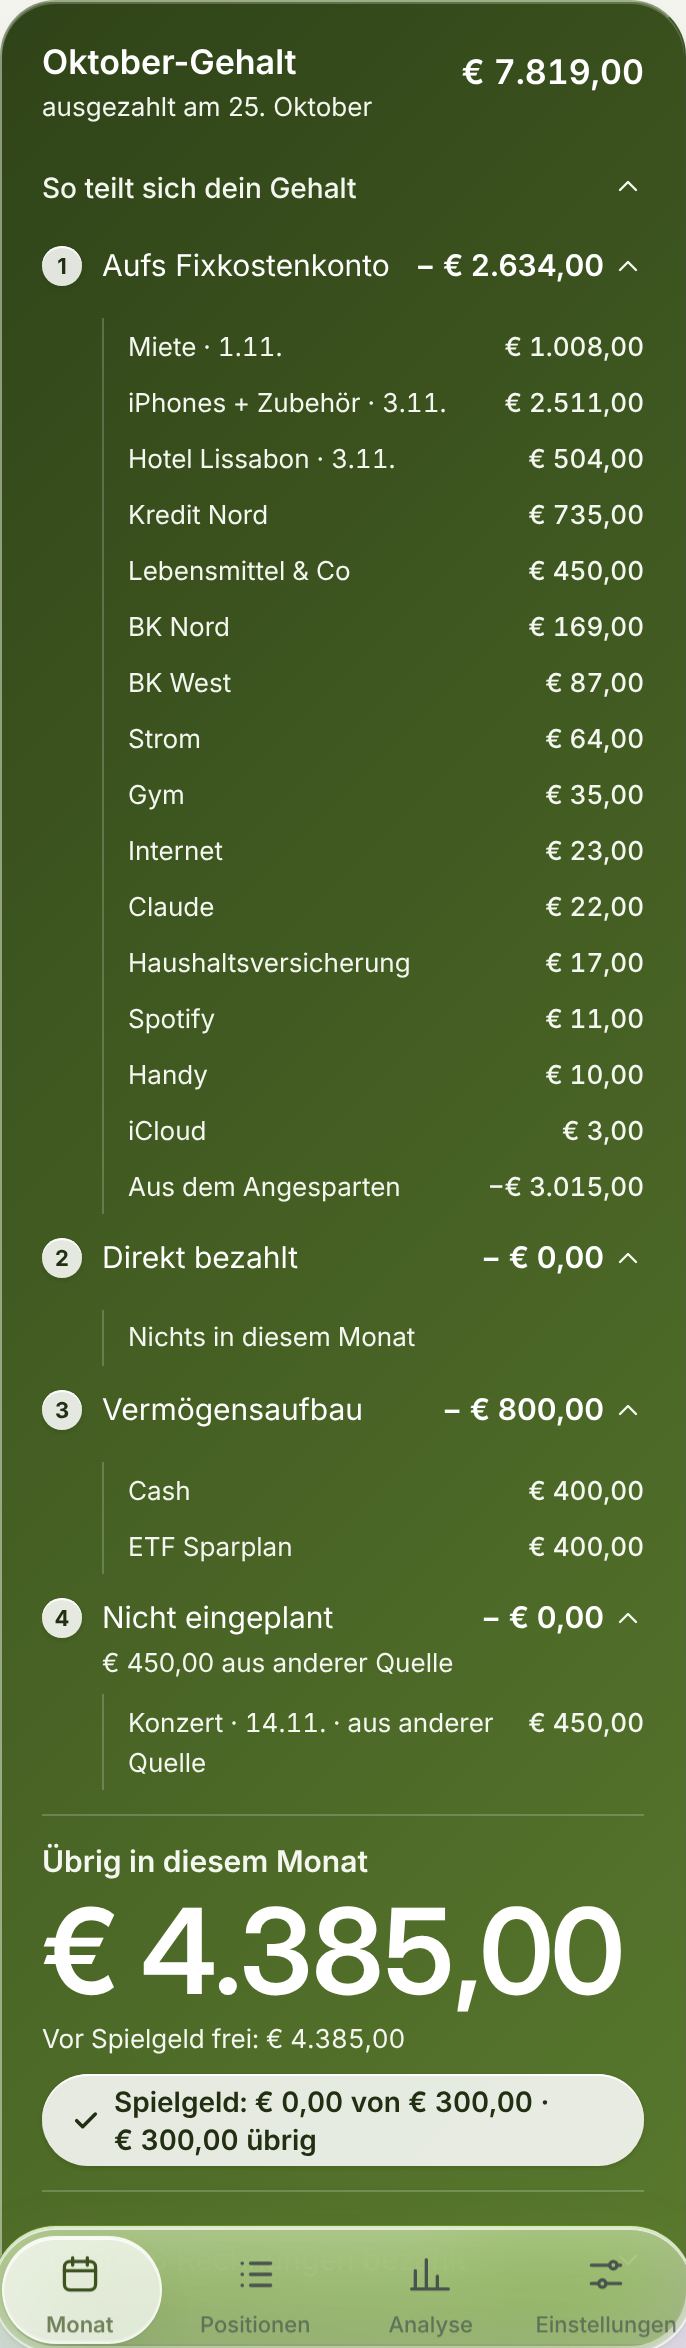 Oktober-Gehalt
€ 7.819,00
ausgezahlt am 25. Oktober
So teilt sich dein Gehalt
1 Aufs Fixkostenkonto – € 2.634,00
Miete · 1.11. € 1.008,00
iPhones + Zubehör · 3.11. € 2.511,00
Hotel Lissabon · 3.11. € 504,00
Kredit Nord € 735,00
Lebensmittel & Co € 450,00
BK Nord € 169,00
BK West € 87,00
Strom € 64,00
Gym € 35,00
Internet € 23,00
Claude € 22,00
Haushaltsversicherung € 17,00
Spotify € 11,00
Handy € 10,00
iCloud € 3,00
Aus dem Angesparten −€ 3.015,00
2 Direkt bezahlt – € 0,00
Nichts in diesem Monat
3 Vermögensaufbau – € 800,00
Cash € 400,00
ETF Sparplan € 400,00
4 Nicht eingeplant – € 0,00
€ 450,00 aus anderer Quelle
Konzert · 14.11. · aus anderer € 450,00
Quelle
Übrig in diesem Monat
€ 4.385,00
Vor Spielgeld frei: € 4.385,00
Spielgeld: € 0,00 von € 300,00 ·
€ 300,00 übrig
Monat Positionen Analyse Einstellungen